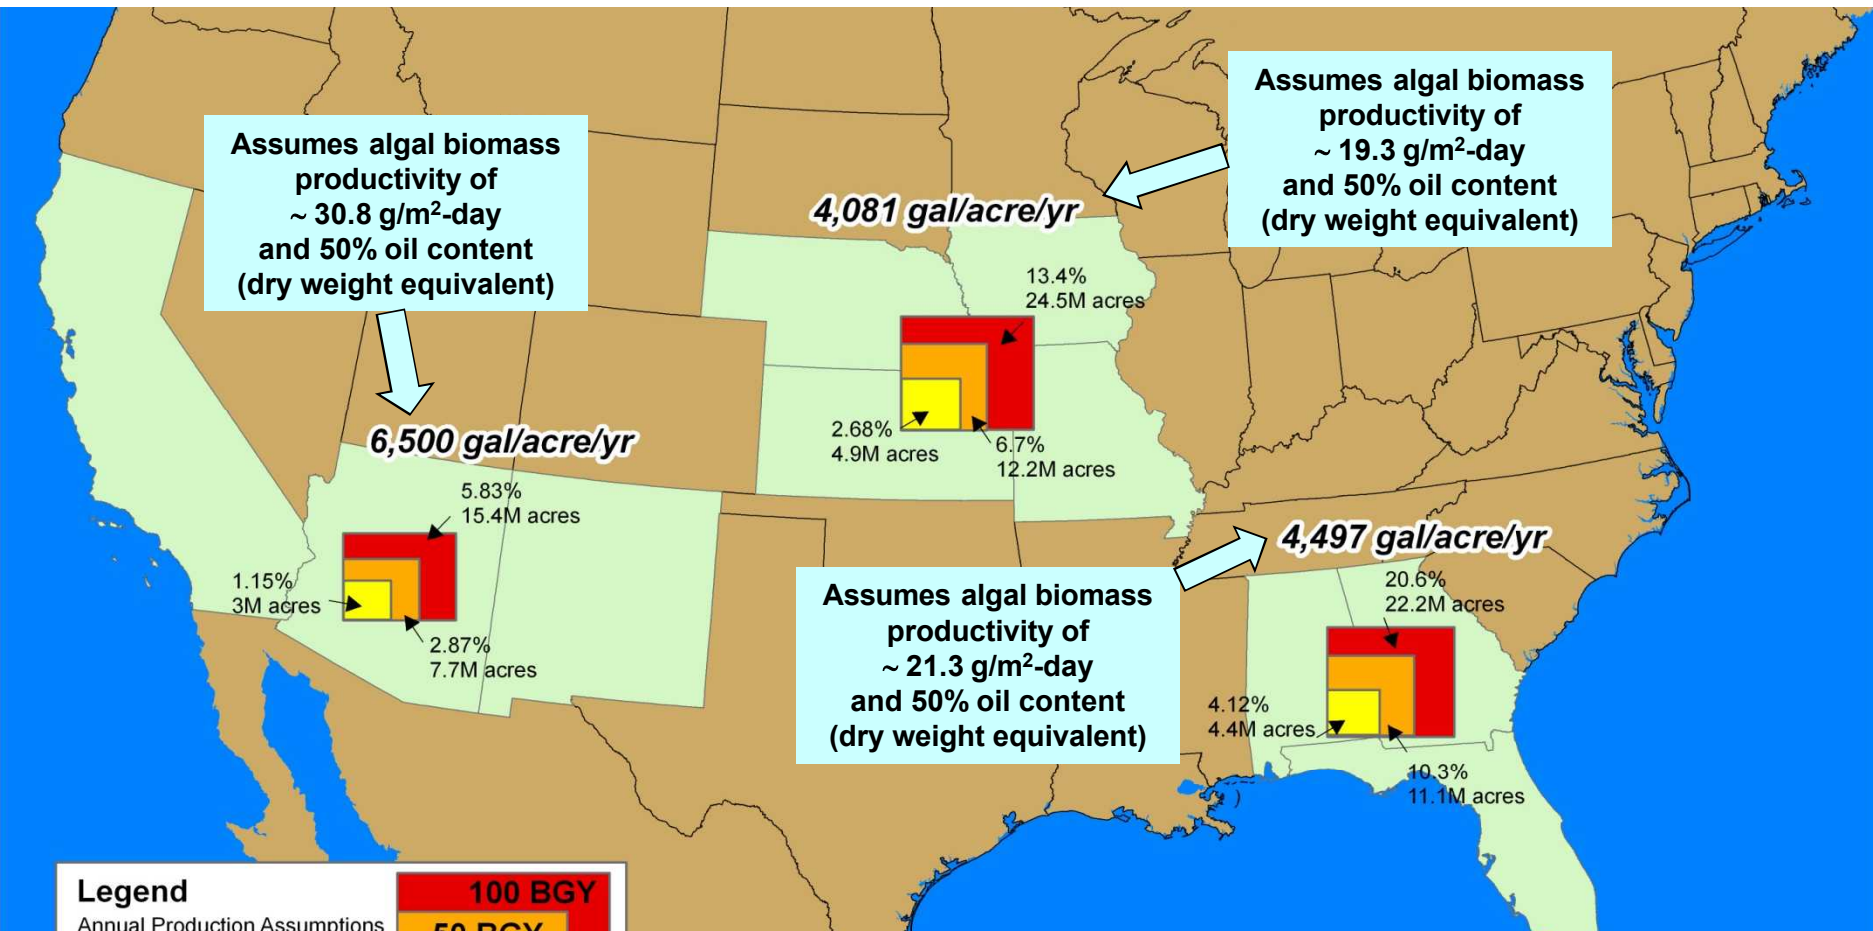 Assumes algal biomass
productivity of
~ 30.8 g/m²-day
and 50% oil content
(dry weight equivalent)
Assumes algal biomass
productivity of
~ 19.3 g/m²-day
and 50% oil content
(dry weight equivalent)
4,081 gal/acre/yr
13.4%
24.5M acres
2.68%
4.9M acres
6.7%
12.2M acres
6,500 gal/acre/yr
5.83%
15.4M acres
1.15%
3M acres
2.87%
7.7M acres
4,497 gal/acre/yr
Assumes algal biomass
productivity of
~ 21.3 g/m²-day
and 50% oil content
(dry weight equivalent)
20.6%
22.2M acres
4.12%
4.4M acres
10.3%
11.1M acres
Legend
Annual Production Assumptions
100 BGY
50 BGY